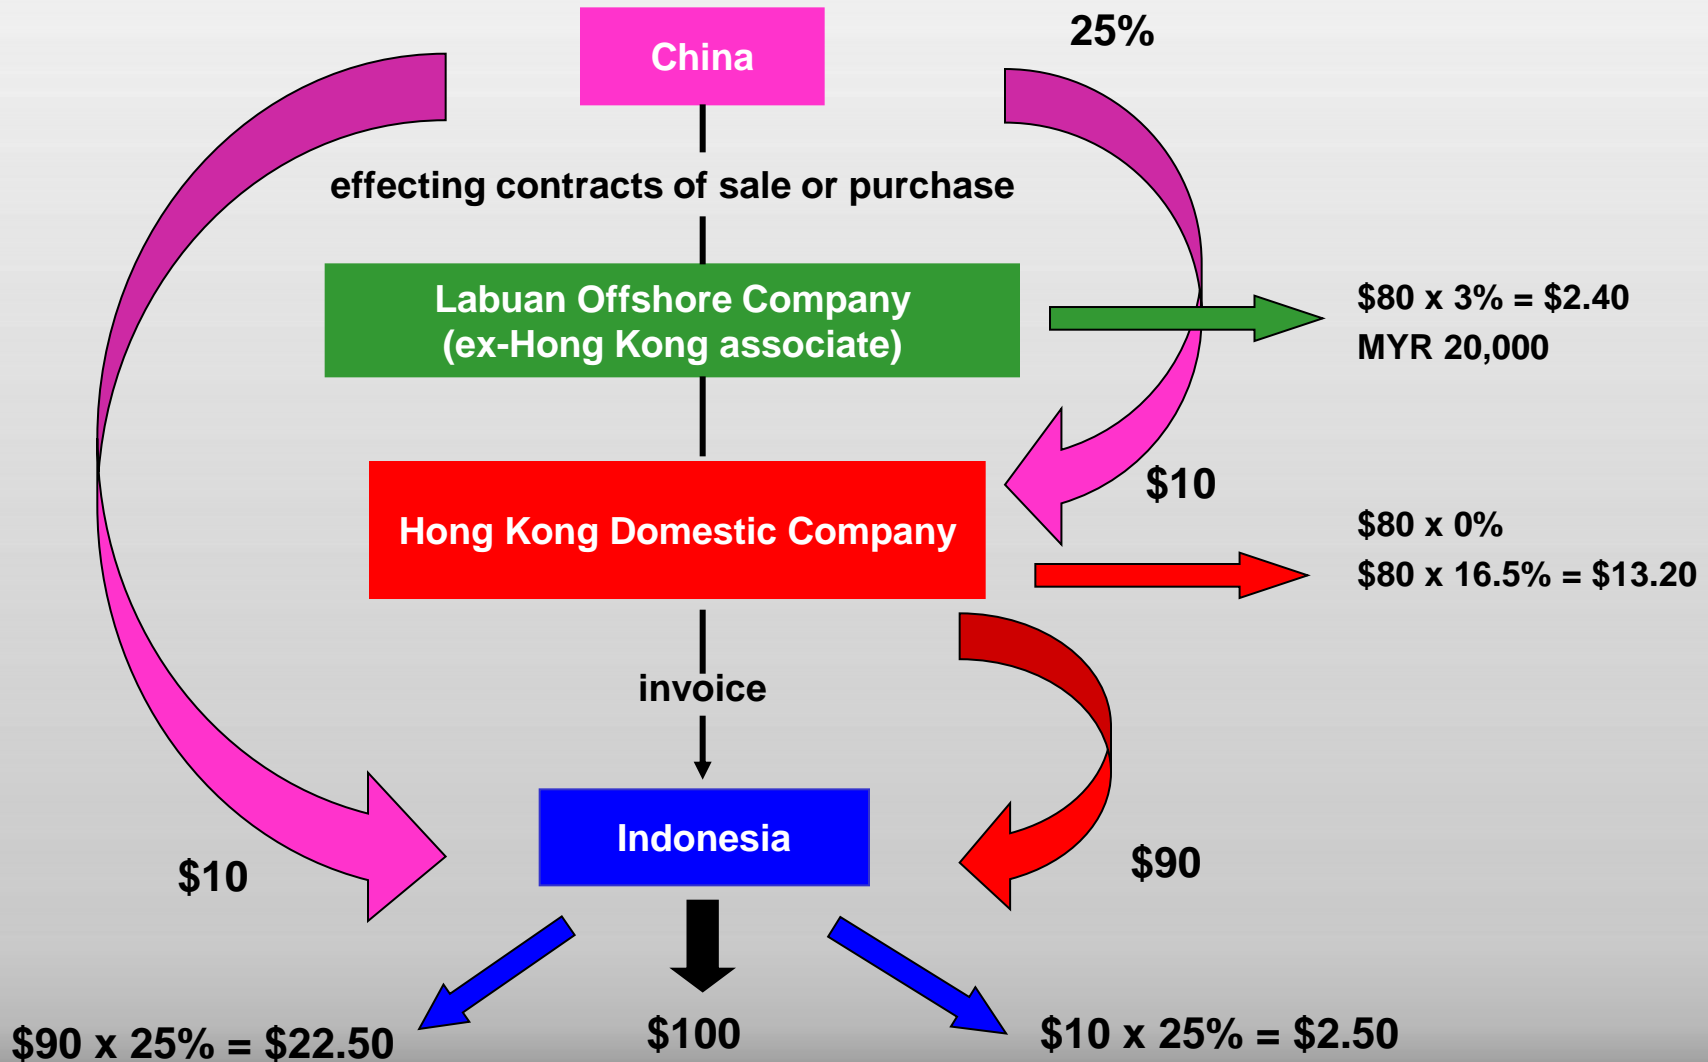 25%
China
effecting contracts of sale or purchase
Labuan Offshore Company
(ex-Hong Kong associate)
$80 x 3% = $2.40
MYR 20,000
$10
Hong Kong Domestic Company
$80 x 0%
$80 x 16.5% = $13.20
invoice
Indonesia
$10
$90
$90 x 25% = $22.50
$100
$10 x 25% = $2.50